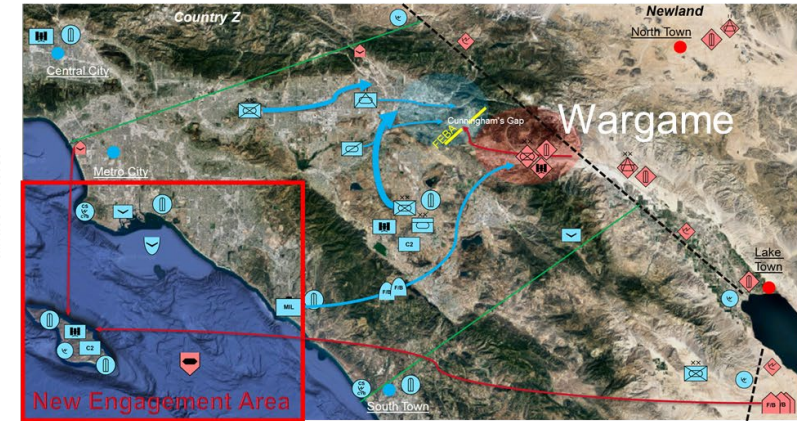 Country Z
Newland
North Town
Central City
Cunningham's Gap
Wargame
FEBA
Metro City
C2
Lake
Town
MIL
F/B
F/B
C2
New Engagement Area
South Town
F/B